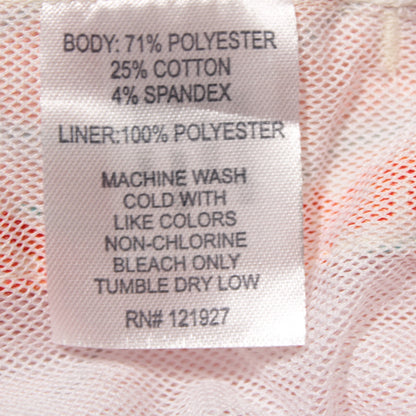 BODY: 71% POLYESTER
25% COTTON
4% SPANDEX
LINER:100% POLYESTER
MACHINE WASH
COLD WITH
LIKE COLORS
NON-CHLORINE
BLEACH ONLY
TUMBLE DRY LOW
RN# 121927